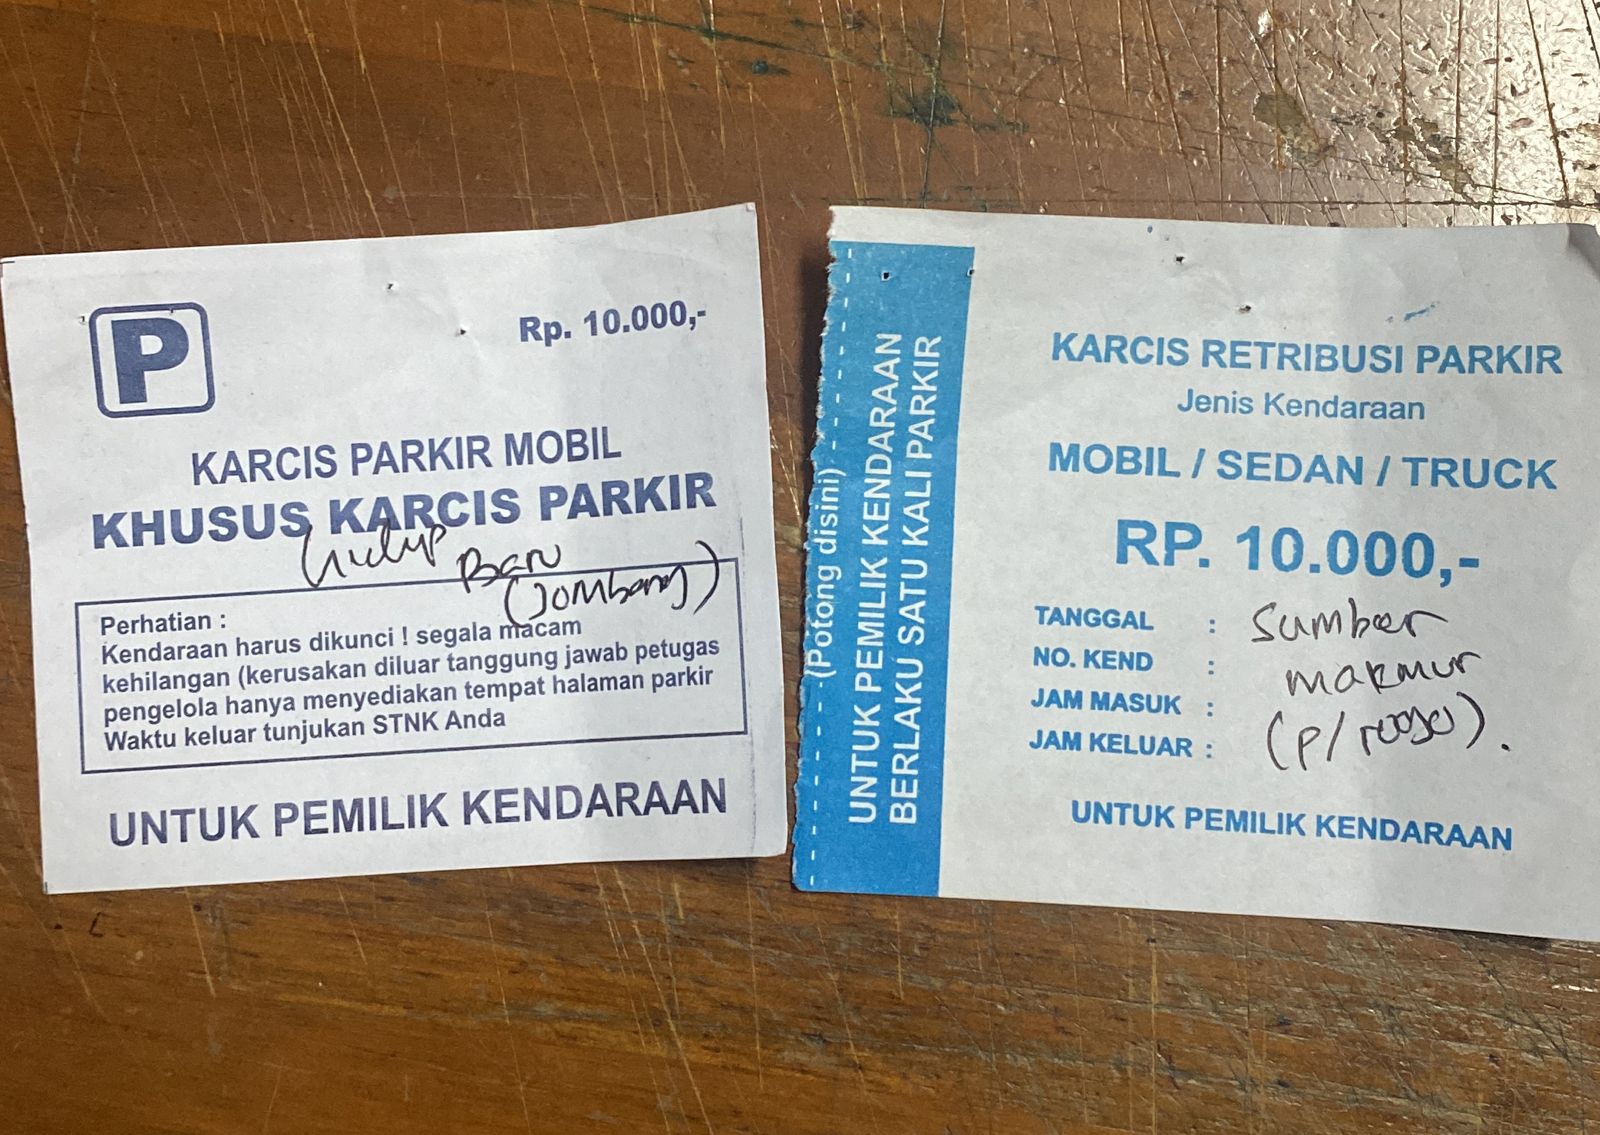 P
Rp. 10.000,-
KARCIS PARKIR MOBIL
KHUSUS KARCIS PARKIR
Hidup Baru
(Jombang)
Perhatian :
Kendaraan harus dikunci ! segala macam
kehilangan (kerusakan diluar tanggung jawab petugas
pengelola hanya menyediakan tempat halaman parkir
Waktu keluar tunjukan STNK Anda
UNTUK PEMILIK KENDARAAN
(Potong disini)
UNTUK PEMILIK KENDARAAN
BERLAKU SATU KALI PARKIR
KARCIS RETRIBUSI PARKIR
Jenis Kendaraan
MOBIL / SEDAN / TRUCK
RP. 10.000,-
TANGGAL : Sumber
NO. KEND : makmur
JAM MASUK :
JAM KELUAR :
UNTUK PEMILIK KENDARAAN